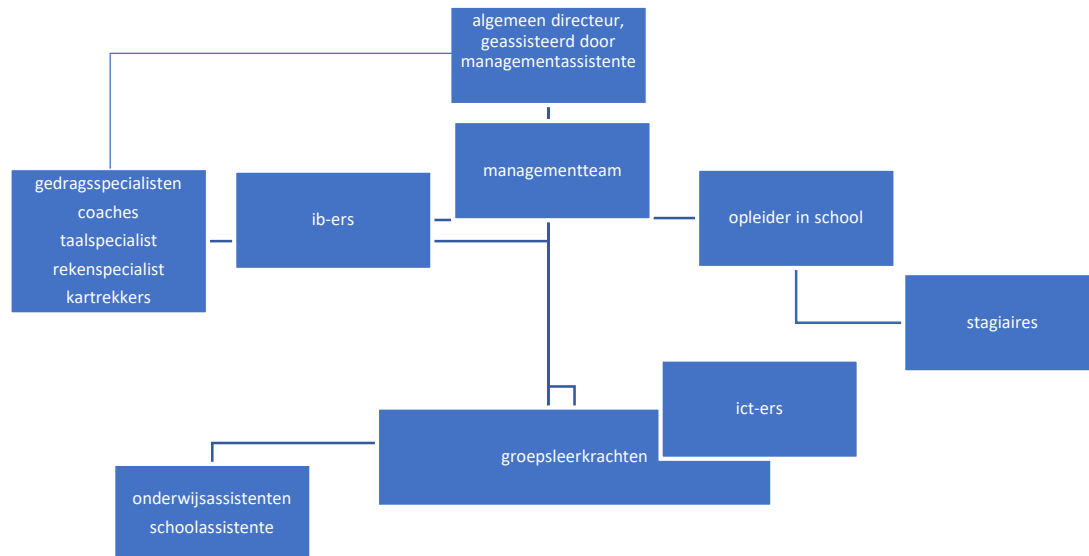 algemeen directeur,
geassisteerd door
managementassistente
managementteam
gedragsspecialisten
coaches
taalspecialist
rekenspecialist
kartrekkers
ib-ers
opleider in school
stagiaires
ict-ers
groepsleerkrachten
onderwijsassistenten
schoolassistente